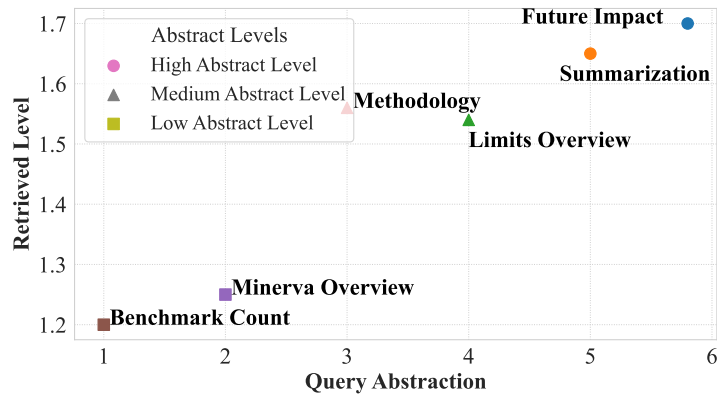 1.7
1.6
1.5
1.4
1.3
1.2
Retrieved Level
Abstract Levels
High Abstract Level
Medium Abstract Level
Low Abstract Level
Future Impact
Summarization
Methodology
Limits Overview
Minerva Overview
Benchmark Count
1 2 3 4 5 6
Query Abstraction